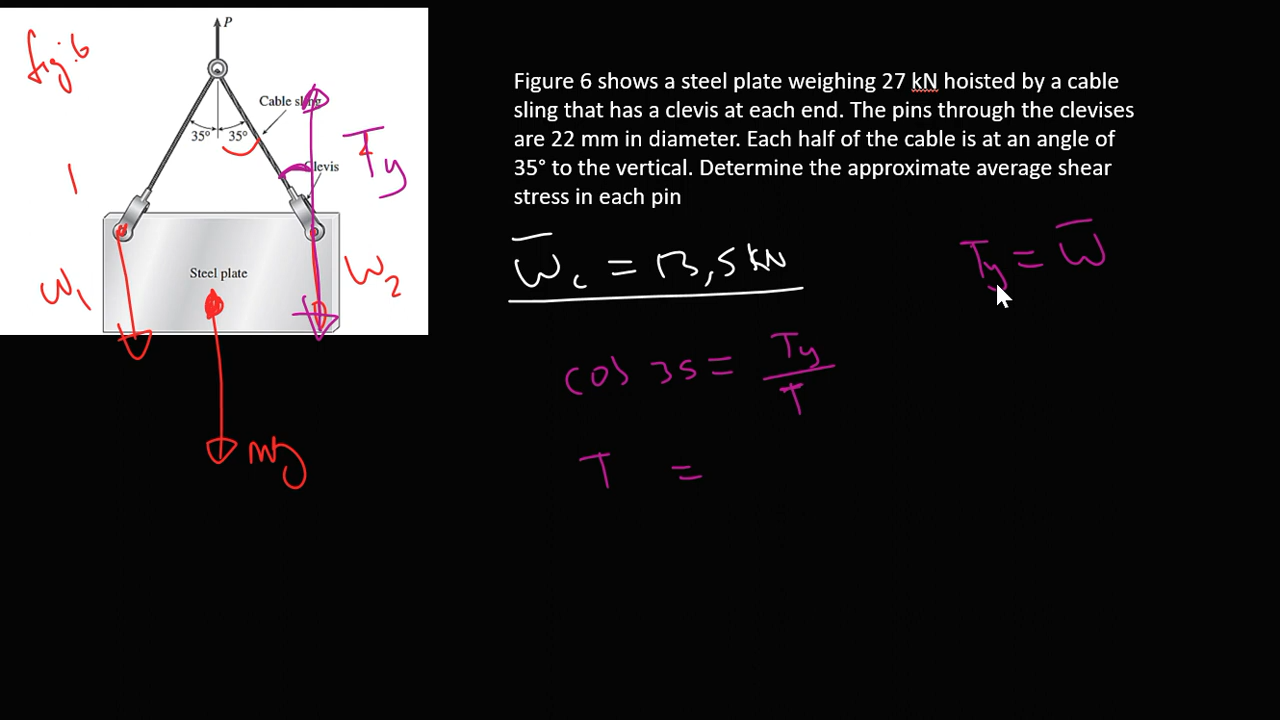 fig:6
P
Cable sling
35° 35°
Clevis
Ty
1
Steel plate
W1
W2
mg
Figure 6 shows a steel plate weighing 27 kN hoisted by a cable
sling that has a clevis at each end. The pins through the clevises
are 22 mm in diameter. Each half of the cable is at an angle of
35° to the vertical. Determine the approximate average shear
stress in each pin
W̅c = 13,5 kN
Ty = W̅
cos 35 = Ty / T
T =